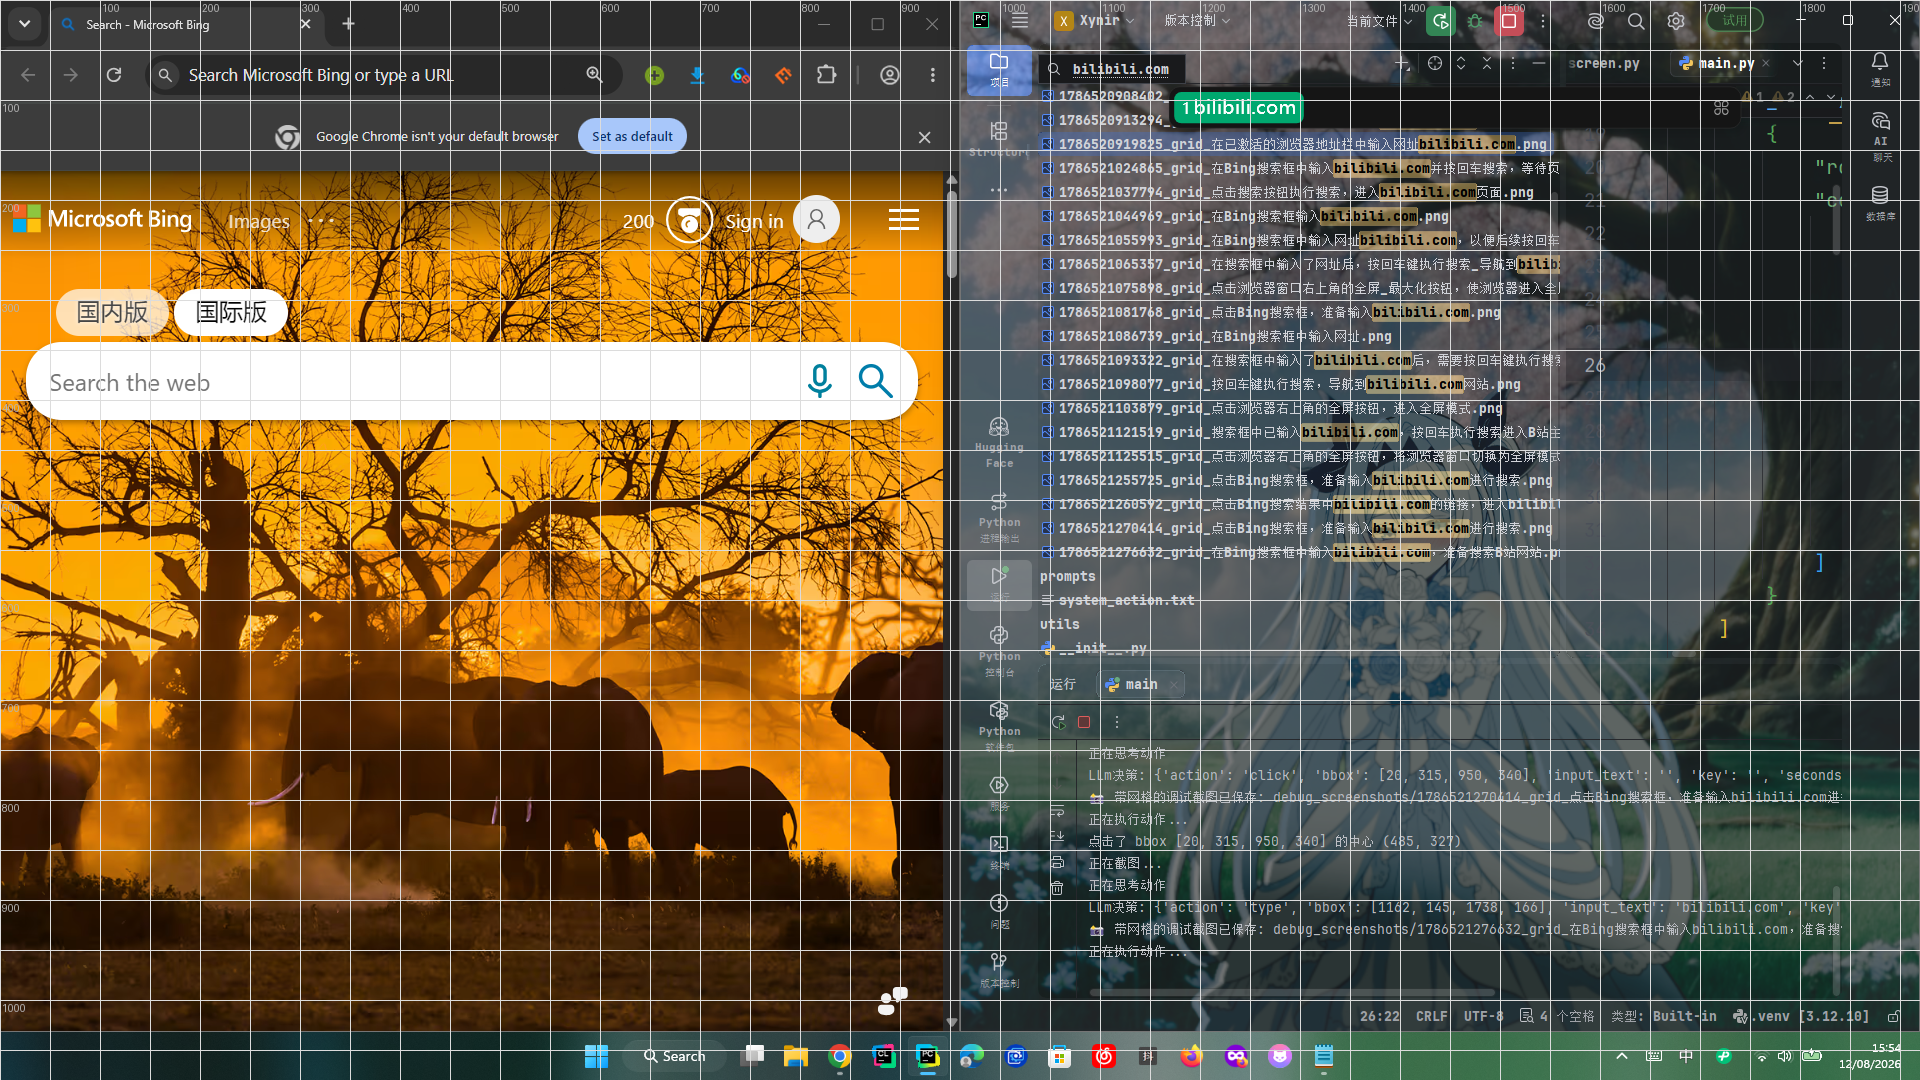 Search - Microsoft Bing
Search Microsoft Bing or type a URL
Google Chrome isn't your default browser
Set as default
Microsoft Bing
Images
200
Sign in
国内版
国际版
Search the web
Xynir
版本控制
当前文件
试用
项目
bilibili.com
screen.py
main.py
通知
1 bilibili.com
1786520908402_
1786520913294_
1786520919825_grid_在已激活的浏览器地址栏中输入网址bilibili.com.png
1786521024865_grid_在Bing搜索框中输入bilibili.com并按回车搜索，等待页
1786521037794_grid_点击搜索按钮执行搜索，进入bilibili.com页面.png
1786521044969_grid_在Bing搜索框输入bilibili.com.png
1786521055993_grid_在Bing搜索框中输入网址bilibili.com，以便后续按回车
1786521065357_grid_在搜索框中输入了网址后，按回车键执行搜索_导航到bilib
1786521075898_grid_点击浏览器窗口右上角的全屏_最大化按钮，使浏览器进入全
1786521081768_grid_点击Bing搜索框，准备输入bilibili.com.png
1786521086739_grid_在Bing搜索框中输入网址.png
1786521093322_grid_在搜索框中输入了bilibili.com后，需要按回车键执行搜
1786521098077_按回车键执行搜索，导航到bilibili.com网站.png
1786521103879_grid_点击浏览器右上角的全屏按钮，进入全屏模式.png
1786521121519_grid_搜索框中已输入bilibili.com，按回车执行搜索进入B站主
1786521125515_grid_点击浏览器右上角的全屏按钮，将浏览器窗口切换为全屏模式
1786521255725_grid_点击Bing搜索框，准备输入bilibili.com进行搜索.png
1786521260592_grid_点击Bing搜索结果中bilibili.com的链接，进入bilibil
1786521270414_grid_点击Bing搜索框，准备输入bilibili.com进行搜索.png
1786521276632_grid_在Bing搜索框中输入bilibili.com，准备搜索B站网站.p
prompts
system_action.txt
utils
__init__.py
Structure
Hugging
Face
Python
进程输出
运行
Python
控制台
Python
软件包
服务
终端
问题
版本控制
AI
聊天
数据库
{
"r
"c
26
]
}
]
运行
main
正在思考动作
LLm决策: {'action': 'click', 'bbox': [20, 315, 950, 340], 'input_text': '', 'key': '', 'seconds
带网格的调试截图已保存: debug_screenshots/1786521270414_grid_点击Bing搜索框，准备输入bilibili.com进
正在执行动作...
点击了 bbox [20, 315, 950, 340] 的中心 (485, 327)
正在截图...
正在思考动作
LLm决策: {'action': 'type', 'bbox': [1162, 145, 1738, 166], 'input_text': 'bilibili.com', 'key'
带网格的调试截图已保存: debug_screenshots/1786521276632_grid_在Bing搜索框中输入bilibili.com，准备搜
正在执行动作...
26:22
CRLF
UTF-8
4 个空格
类型: Built-in
.venv [3.12.10]
Search
中
15:54
12/08/2026